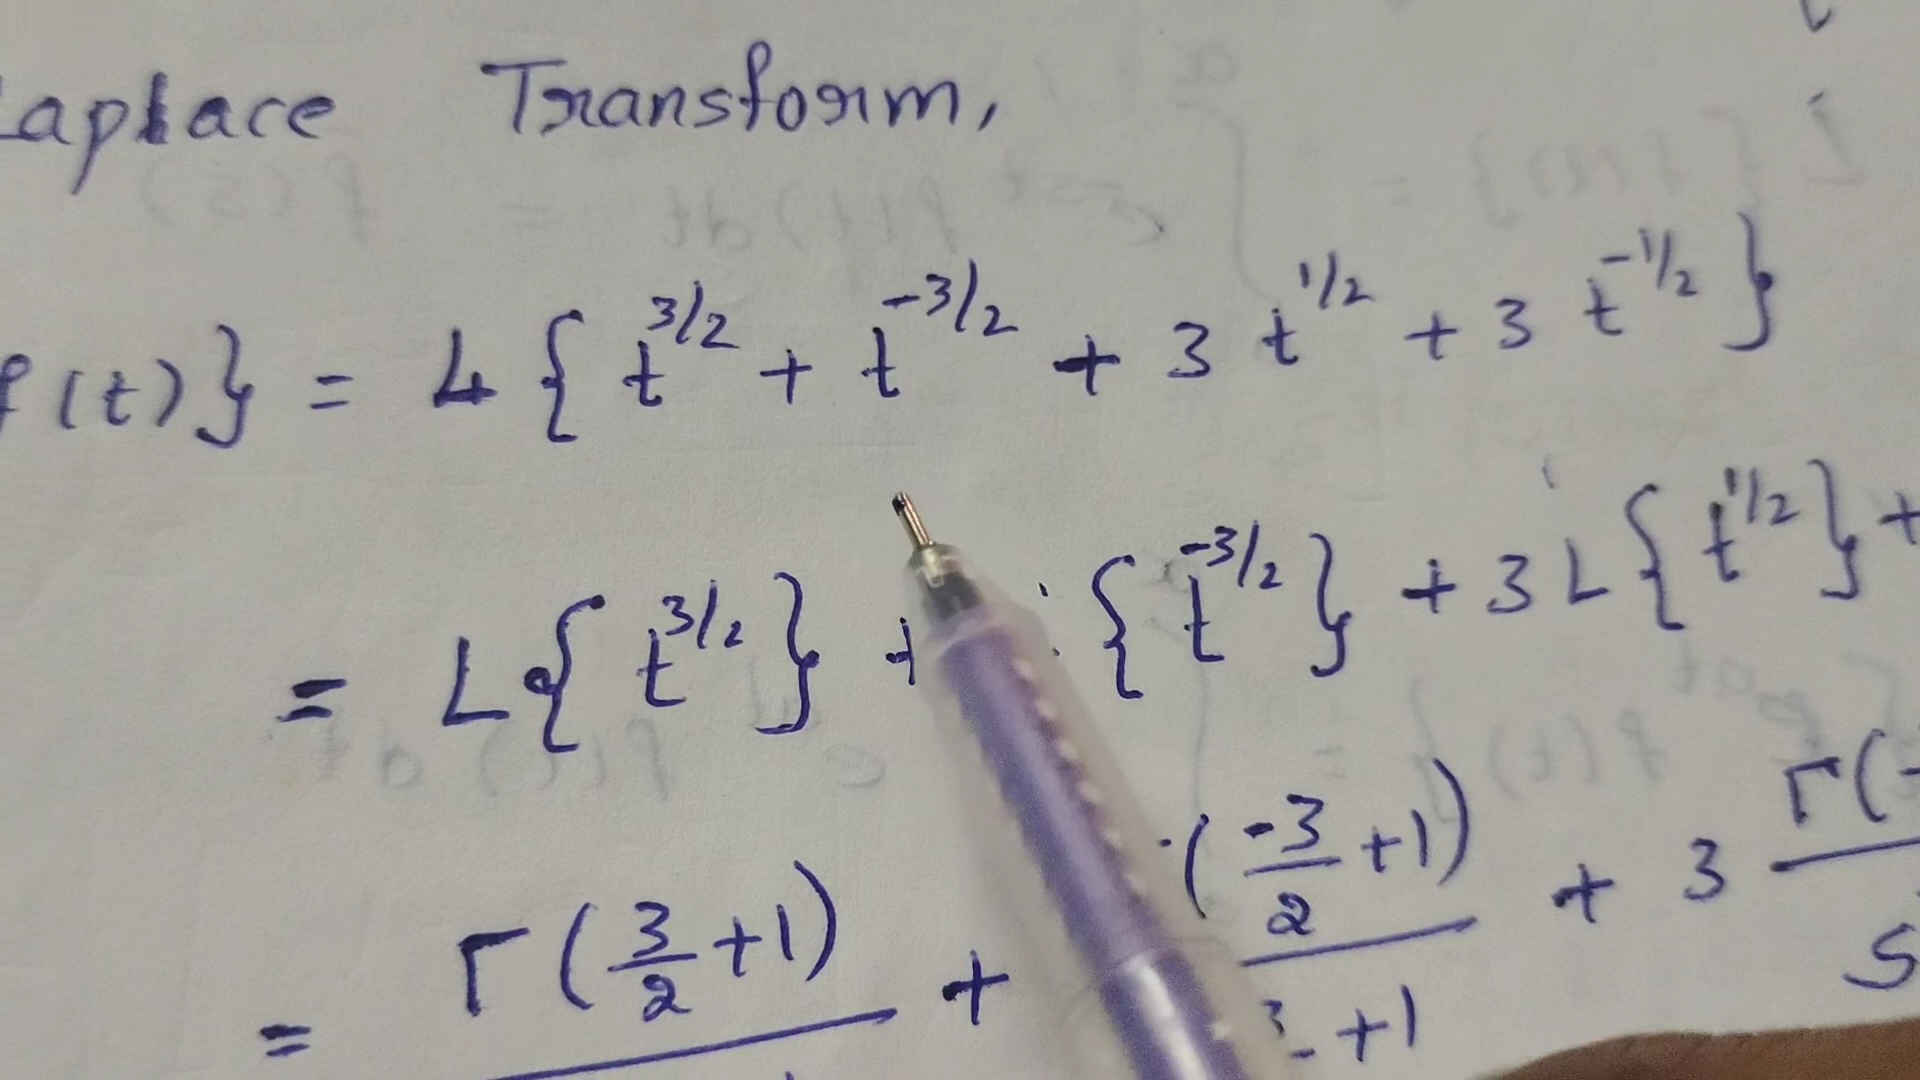 Laplace Transform,
f(t)} = L { t^3/2 + t^-3/2 + 3 t^1/2 + 3 t^-1/2 }
= L{ t^3/2 } + { t^-3/2 } + 3 L { t^1/2 } +
= Γ(3/2 +1) + (-3/2 +1) + 3 Γ(
+1 S